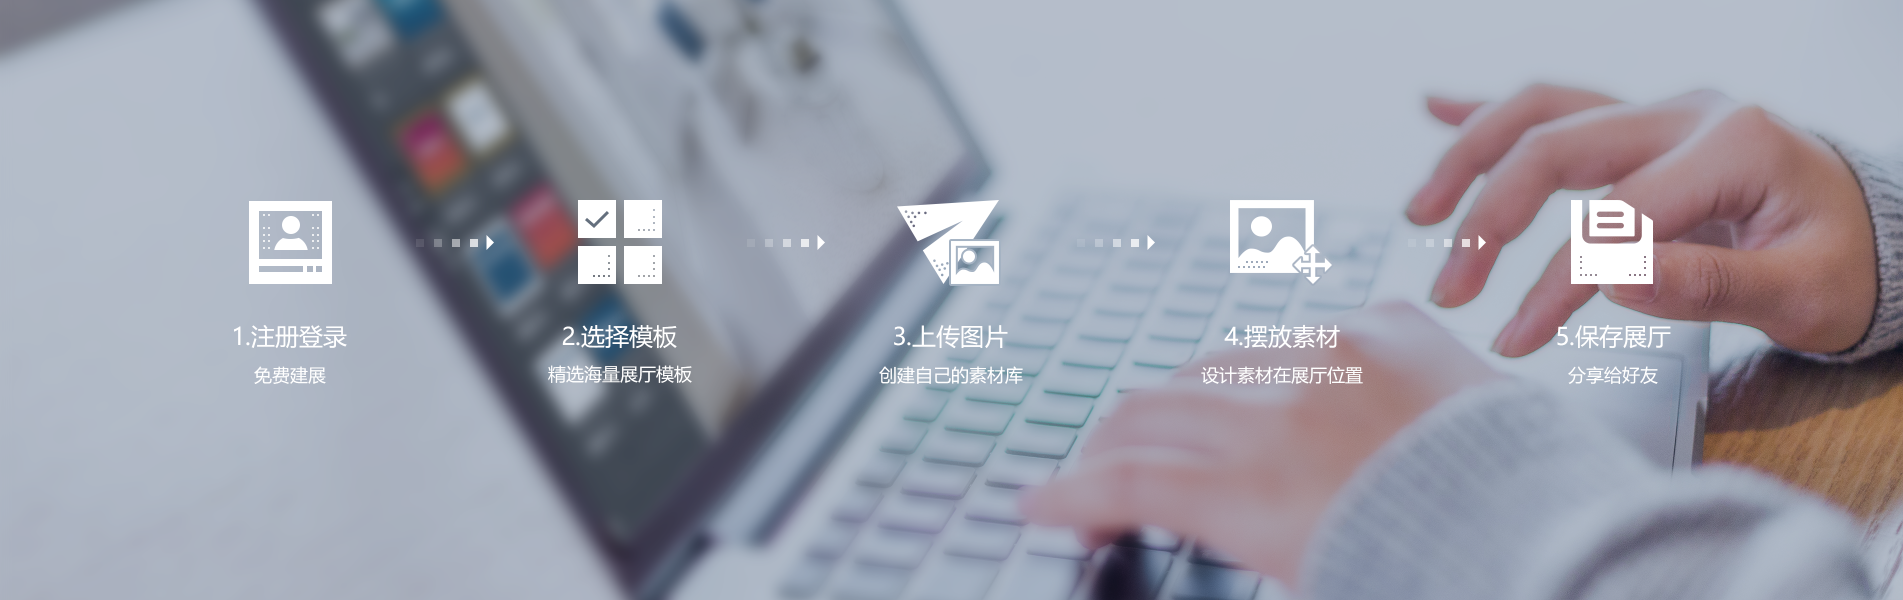 1.注册登录
免费建展
2.选择模板
精选海量展厅模板
3.上传图片
创建自己的素材库
4.摆放素材
设计素材在展厅位置
5.保存展厅
分享给好友